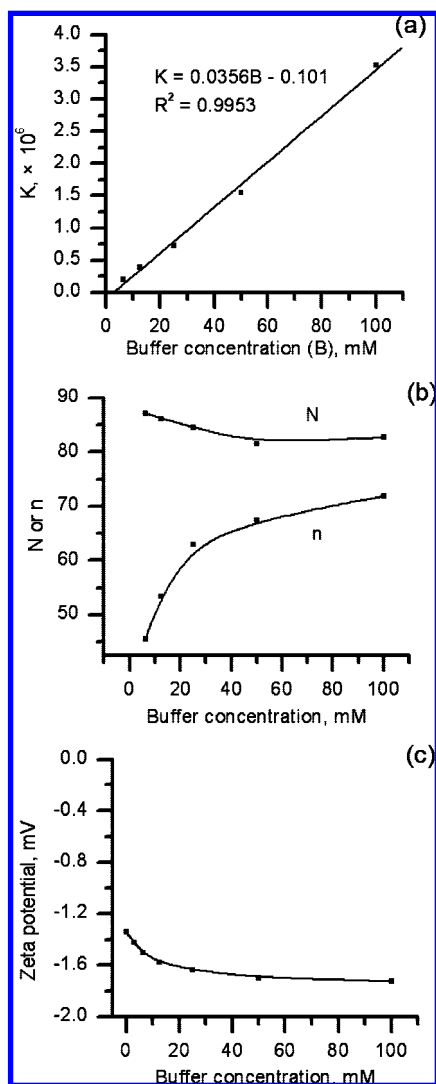 (a)
K = 0.0356B - 0.101
R² = 0.9953
K, × 10⁶
4.0
3.5
3.0
2.5
2.0
1.5
1.0
0.5
0.0
0 20 40 60 80 100
Buffer concentration (B), mM
(b)
N
n
N or n
90
80
70
60
50
0 20 40 60 80 100
Buffer concentration, mM
(c)
Zeta potential, mV
0.0
-0.4
-0.8
-1.2
-1.6
-2.0
0 20 40 60 80 100
Buffer concentration, mM